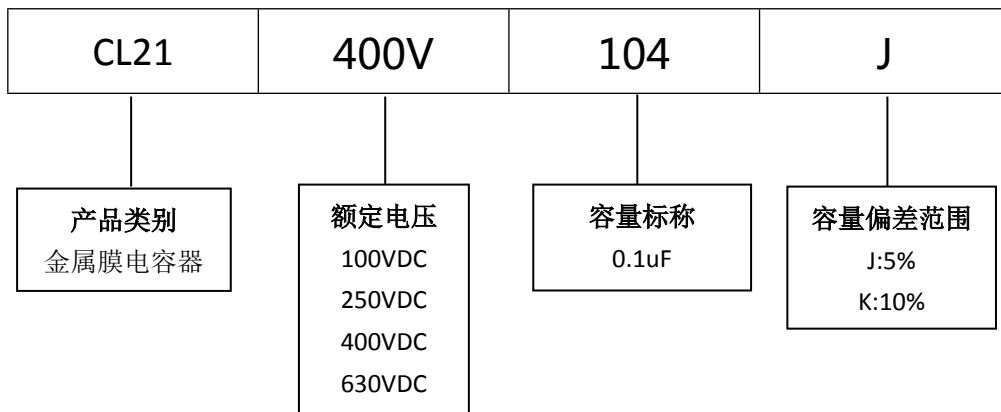 CL21 400V 104 J
产品类别
金属膜电容器
额定电压
100VDC
250VDC
400VDC
630VDC
容量标称
0.1uF
容量偏差范围
J:5%
K:10%